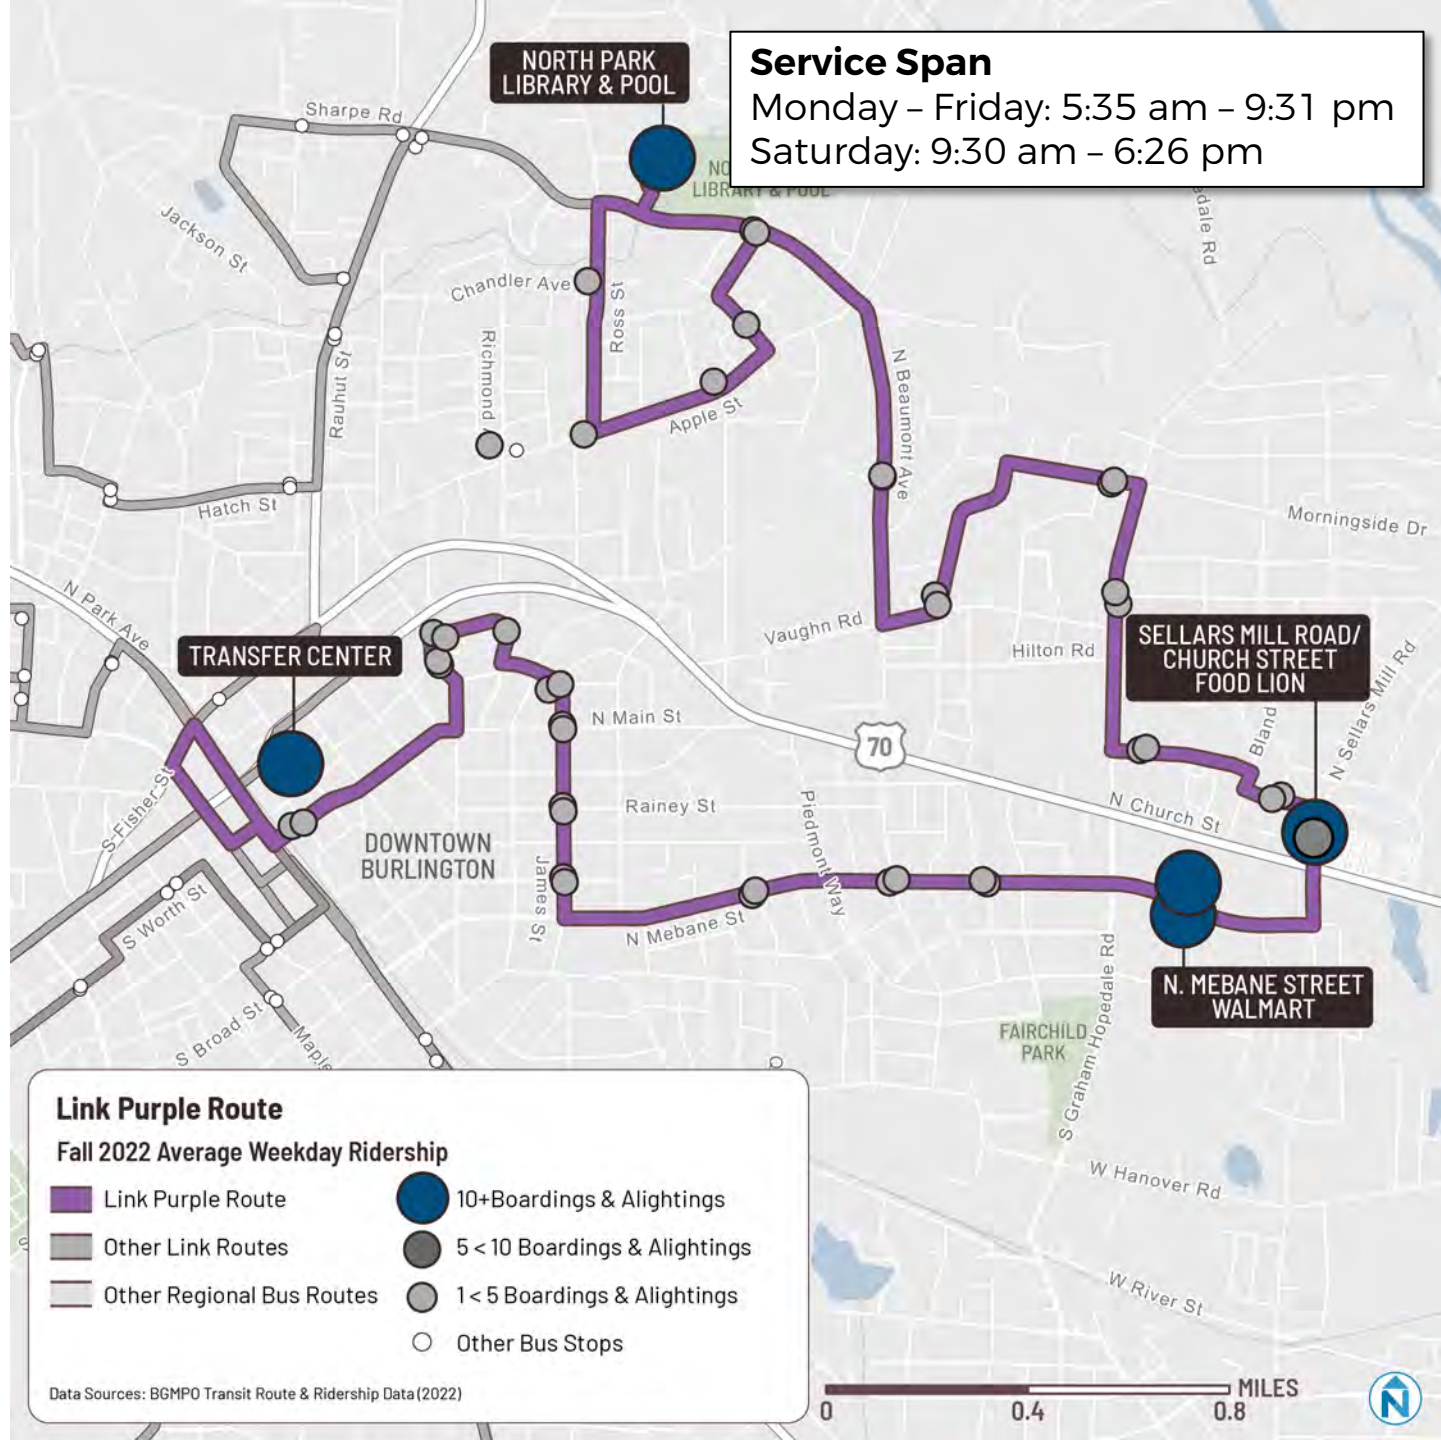 Service Span
Monday – Friday: 5:35 am – 9:31 pm
Saturday: 9:30 am – 6:26 pm
NORTH PARK
LIBRARY & POOL
LIBRARY & POOL
Sharpe Rd
Jackson St
Chandler Ave
Ross St
Richmond
Rauhut St
Apple St
N Beaumont Ave
Hatch St
Morningside Dr
N Park Ave
Vaughn Rd
Hilton Rd
TRANSFER CENTER
SELLARS MILL ROAD/
CHURCH STREET
FOOD LION
N Sellars Mill Rd
Bland
N Main St
70
S Fisher St
Rainey St
Piedmont Way
N Church St
DOWNTOWN
BURLINGTON
James St
S Worth St
N Mebane St
N. MEBANE STREET
WALMART
S Broad St
Maple
FAIRCHILD
PARK
S Graham Hopedale Rd
W Hanover Rd
W River St
Link Purple Route
Fall 2022 Average Weekday Ridership
Link Purple Route
Other Link Routes
Other Regional Bus Routes
10+Boardings & Alightings
5 < 10 Boardings & Alightings
1 < 5 Boardings & Alightings
Other Bus Stops
Data Sources: BGMPO Transit Route & Ridership Data (2022)
MILES
0 0.4 0.8
N